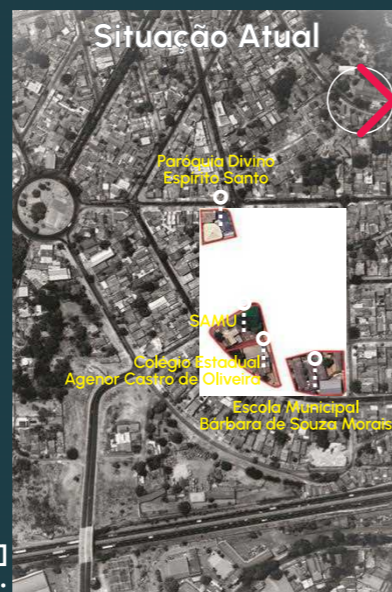 Situação Atual
Paróquia Divino
Espírito Santo
SAMU
Colégio Estadual
Agenor Castro de Oliveira
Escola Municipal
Bárbara de Souza Morais